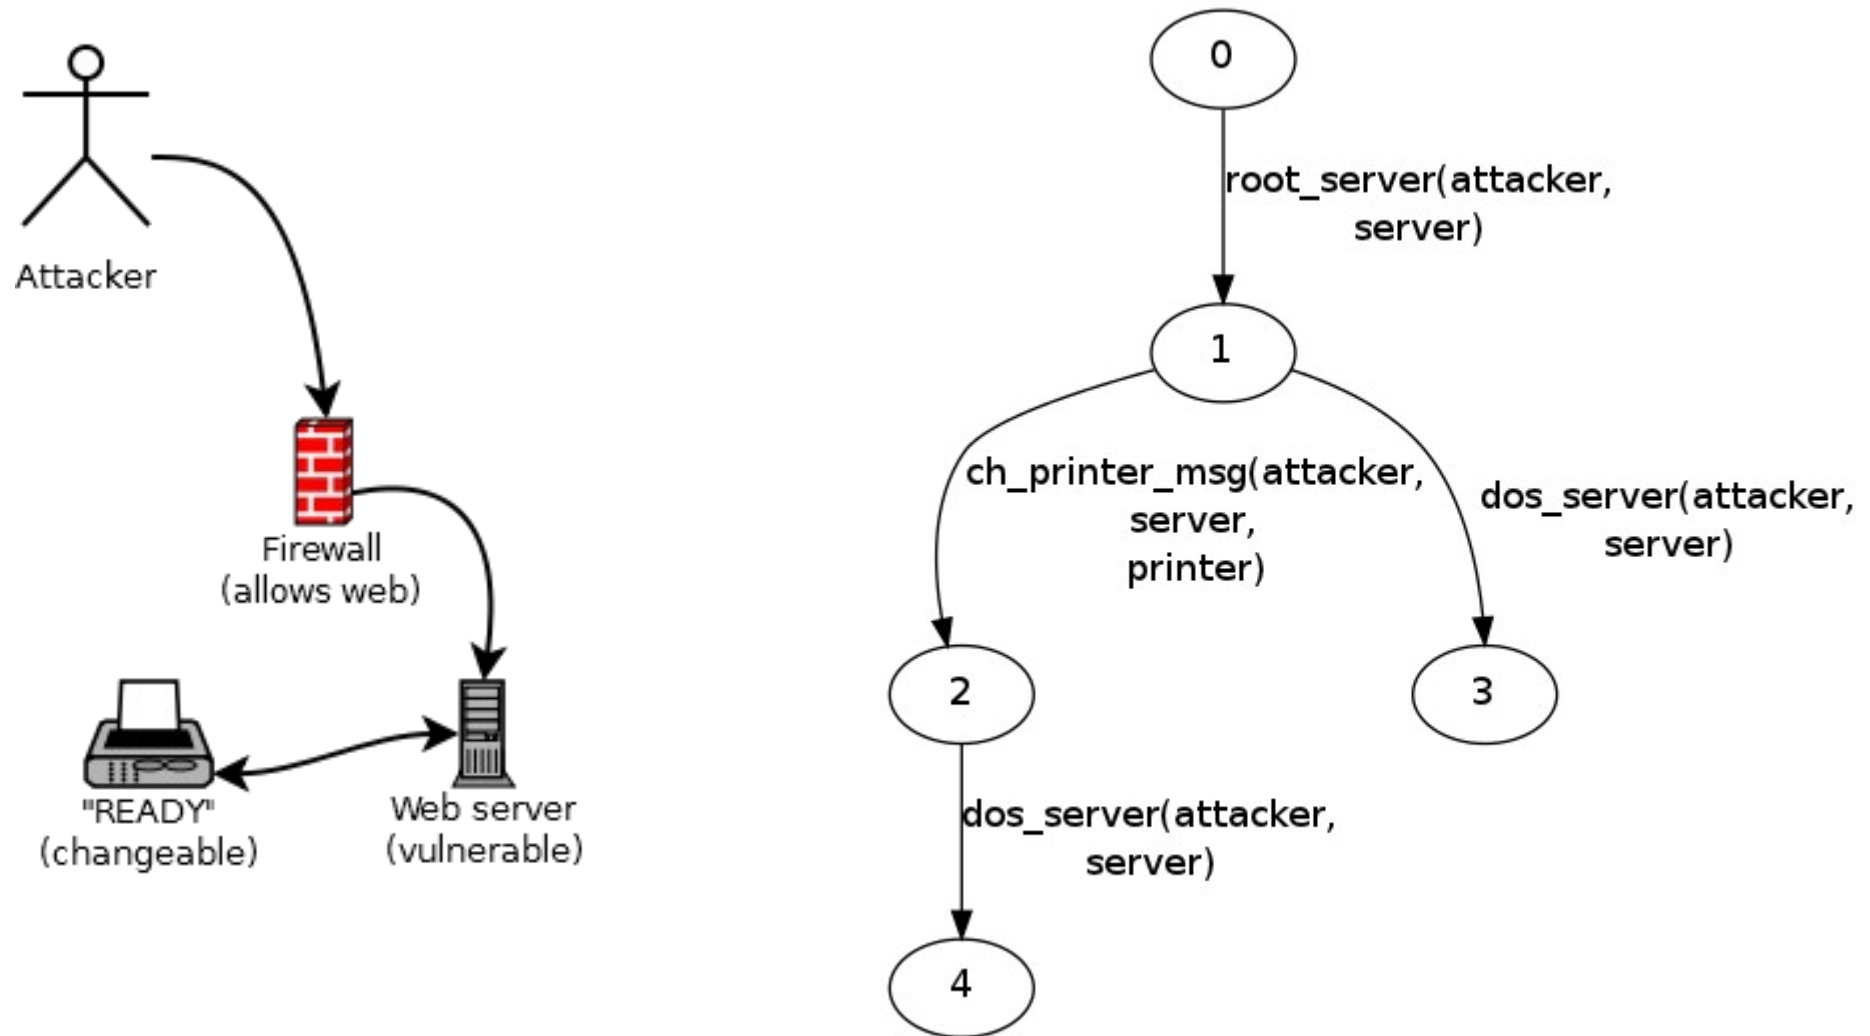 Attacker
Firewall
(allows web)
"READY"
(changeable)
Web server
(vulnerable)
0
root_server(attacker,
server)
1
ch_printer_msg(attacker,
server,
printer)
dos_server(attacker,
server)
2
3
dos_server(attacker,
server)
4